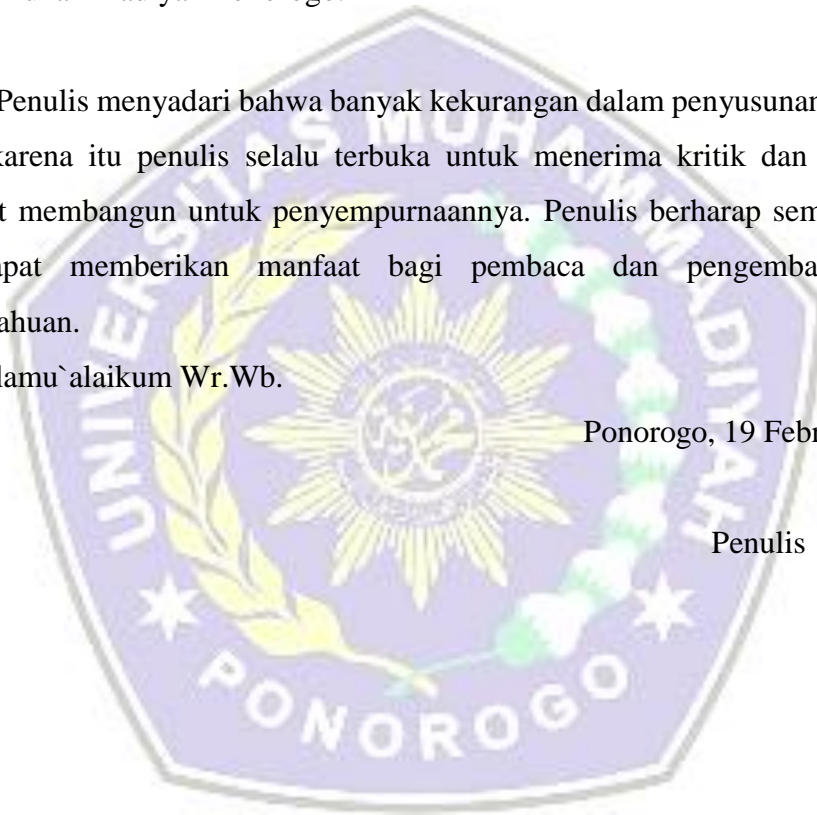 Penulis menyadari bahwa banyak kekurangan dalam penyusunan
karena itu penulis selalu terbuka untuk menerima kritik dan
t membangun untuk penyempurnaannya. Penulis berharap sem
apat memberikan manfaat bagi pembaca dan pengemba
ahuan.
lamu`alaikum Wr.Wb.
Ponorogo, 19 Febr
Penulis
UNIVERSITAS MUHAMMADIYAH
PONOROGO